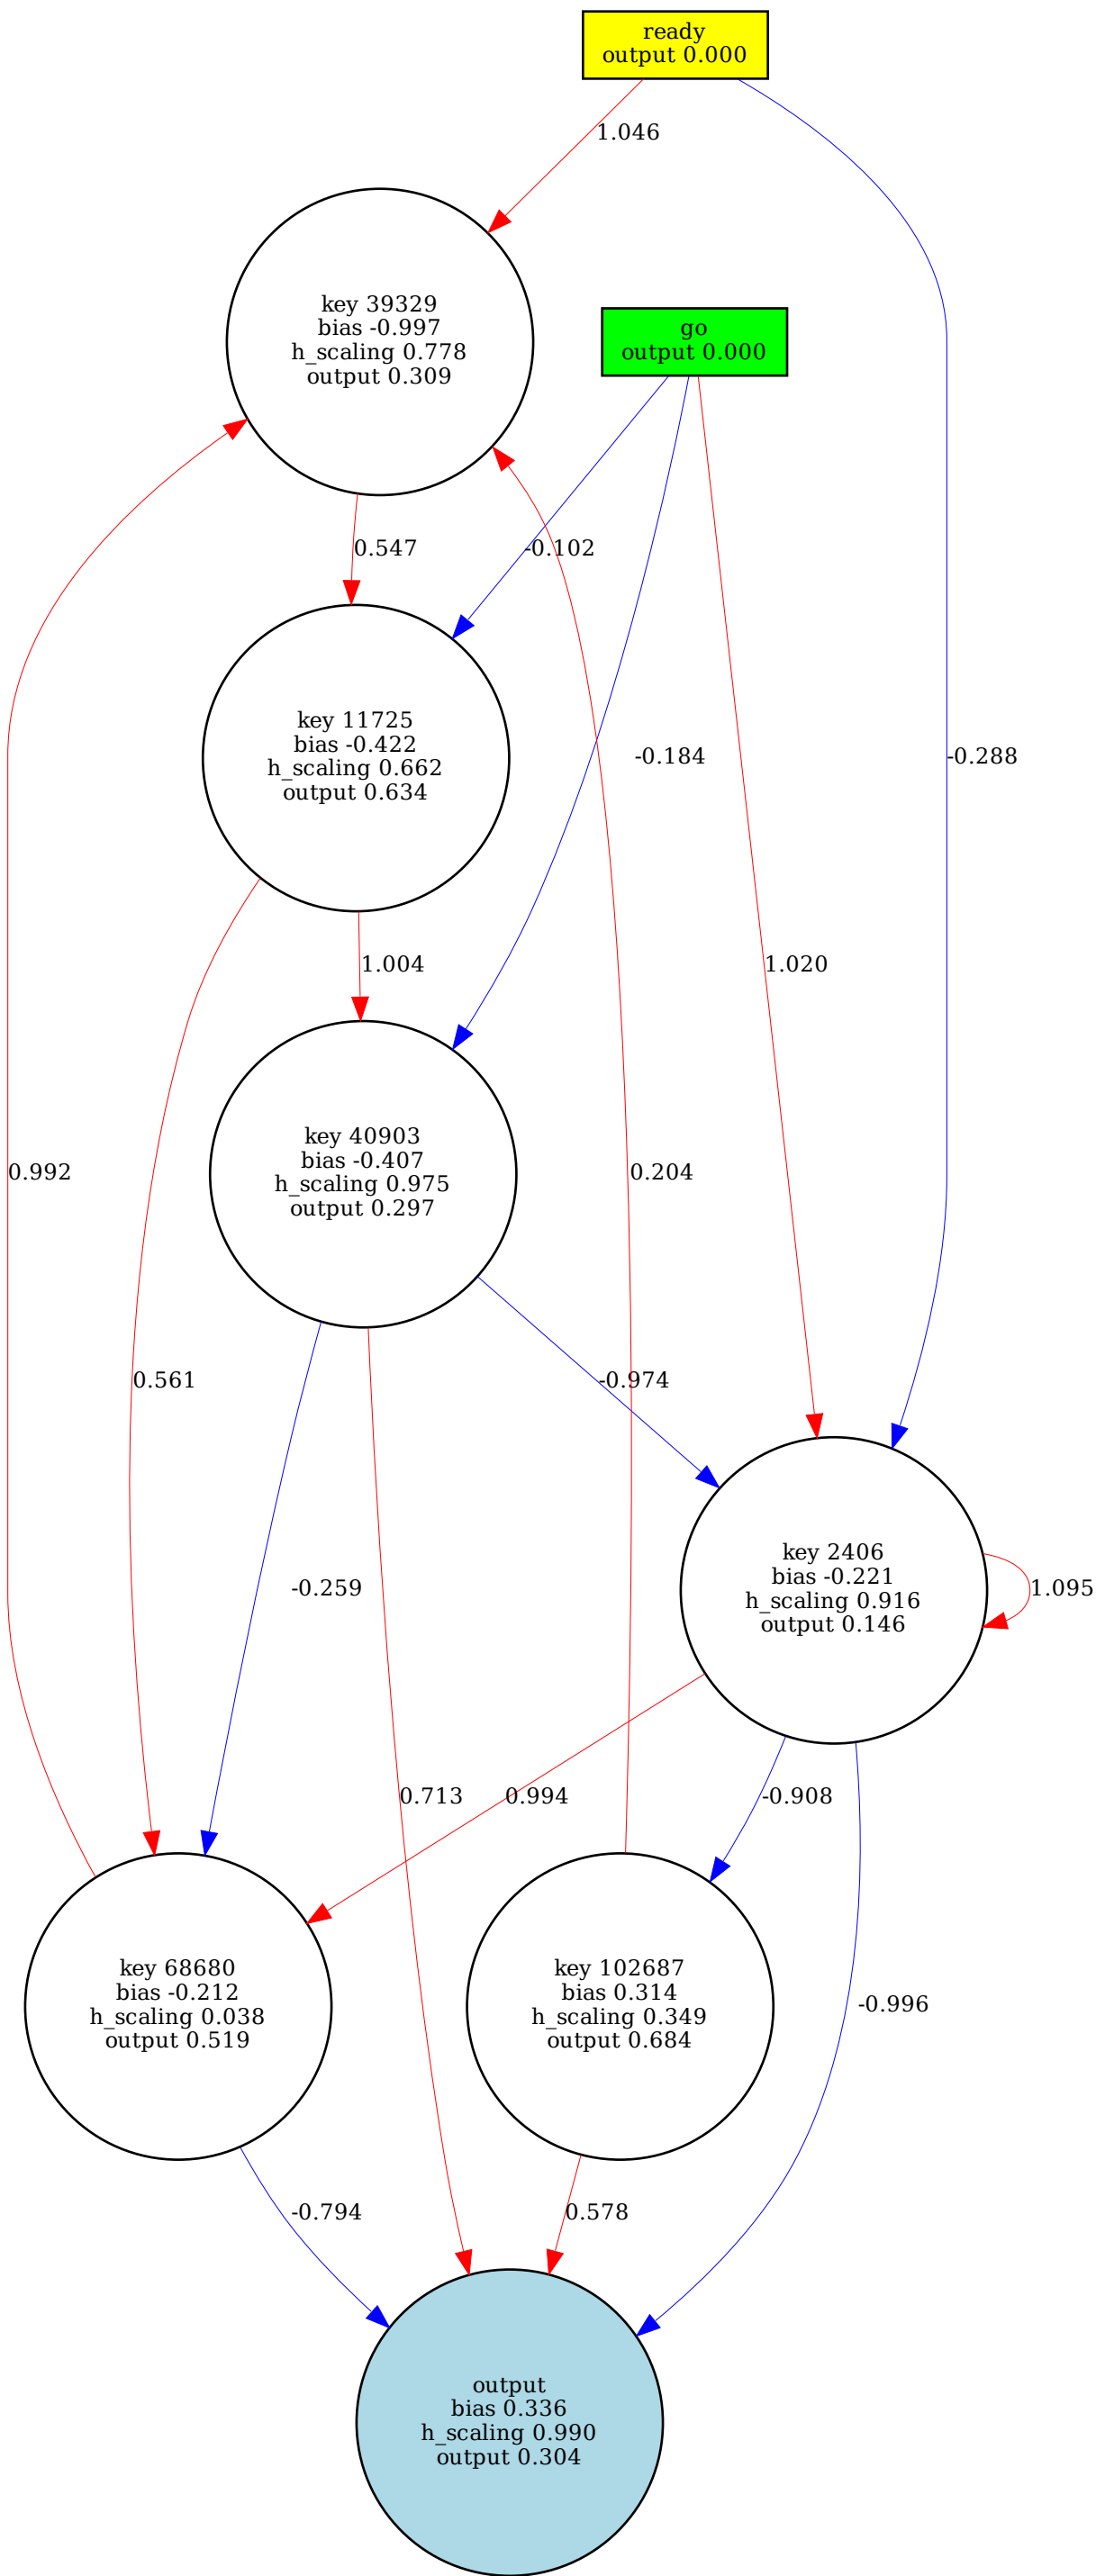 ready
output 0.000
1.046
key 39329
bias -0.997
h_scaling 0.778
output 0.309
go
output 0.000
0.547
-0.102
key 11725
bias -0.422
h_scaling 0.662
output 0.634
-0.184
-0.288
1.004
1.020
key 40903
bias -0.407
h_scaling 0.975
output 0.297
0.992
0.204
0.561
-0.974
key 2406
bias -0.221
h_scaling 0.916
output 0.146
-0.259
1.095
0.713
0.994
-0.908
key 68680
bias -0.212
h_scaling 0.038
output 0.519
key 102687
bias 0.314
h_scaling 0.349
output 0.684
-0.996
-0.794
0.578
output
bias 0.336
h_scaling 0.990
output 0.304